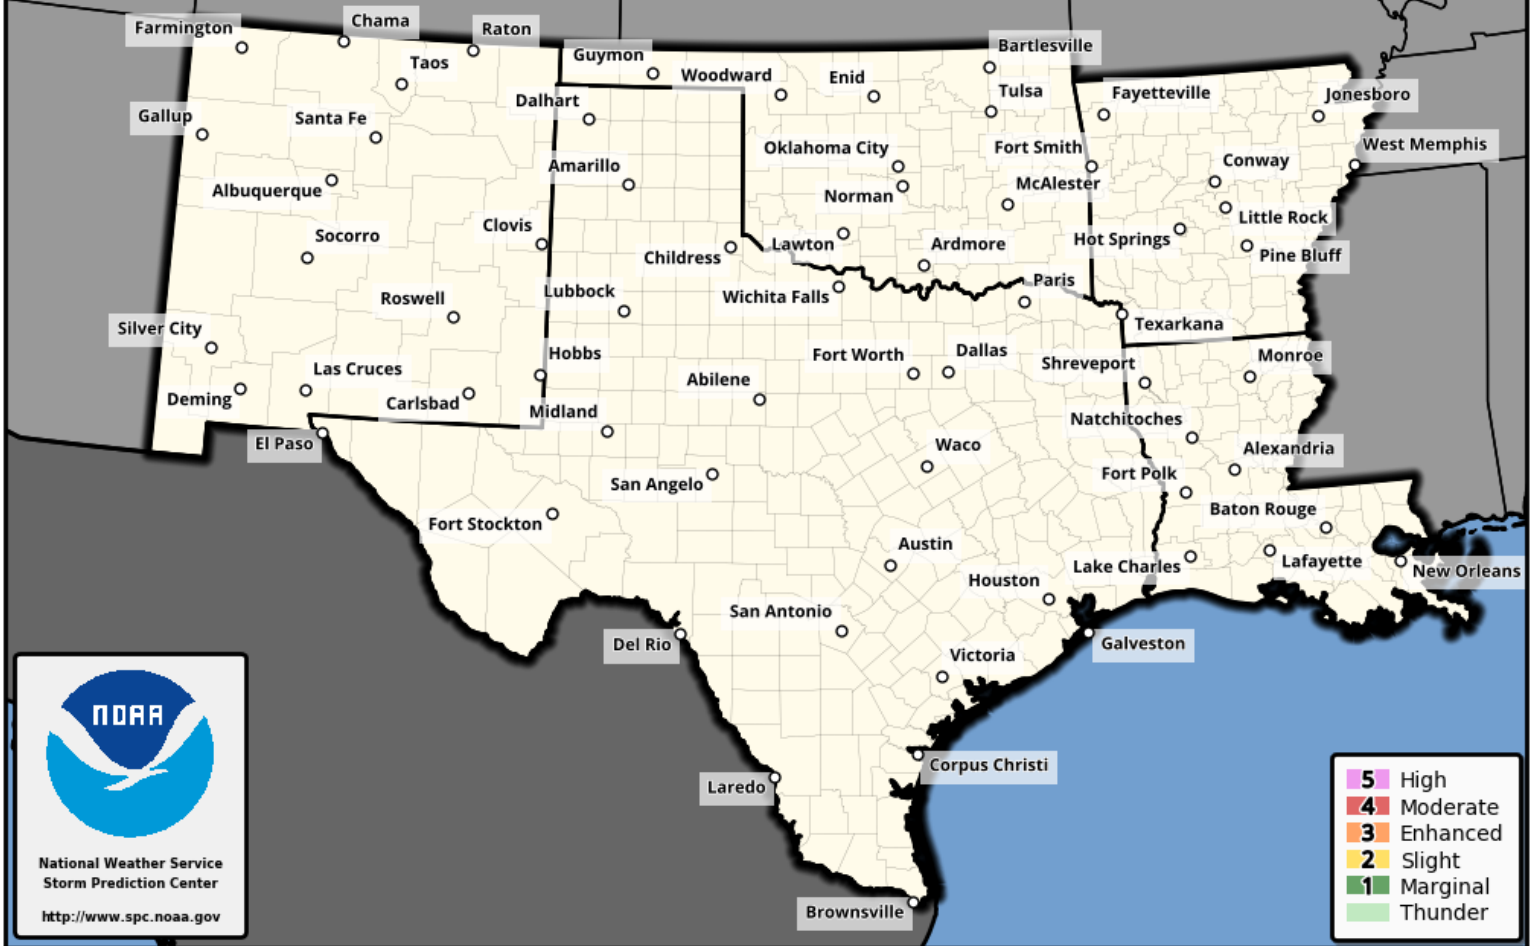 Farmington
Chama
Raton
Taos
Guymon
Woodward
Enid
Bartlesville
Tulsa
Fayetteville
Jonesboro
Gallup
Santa Fe
Dalhart
Oklahoma City
Fort Smith
Conway
West Memphis
Albuquerque
Amarillo
Norman
McAlester
Little Rock
Socorro
Clovis
Childress
Lawton
Ardmore
Hot Springs
Pine Bluff
Roswell
Lubbock
Wichita Falls
Paris
Texarkana
Silver City
Hobbs
Fort Worth
Dallas
Shreveport
Monroe
Las Cruces
Deming
Carlsbad
Midland
Abilene
Natchitoches
El Paso
Waco
Alexandria
San Angelo
Fort Polk
Fort Stockton
Baton Rouge
Austin
Houston
Lake Charles
Lafayette
New Orleans
San Antonio
Del Rio
Victoria
Galveston
Corpus Christi
Laredo
Brownsville
NOAA
National Weather Service
Storm Prediction Center
http://www.spc.noaa.gov
5 High
4 Moderate
3 Enhanced
2 Slight
1 Marginal
Thunder